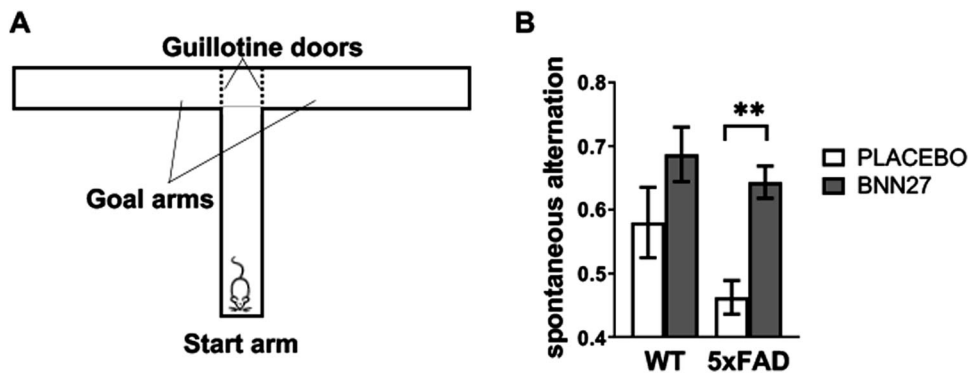 A
Guillotine doors
Goal arms
Start arm
B
spontaneous alternation
0.8
0.7
0.6
0.5
0.4
**
WT
5xFAD
PLACEBO
BNN27